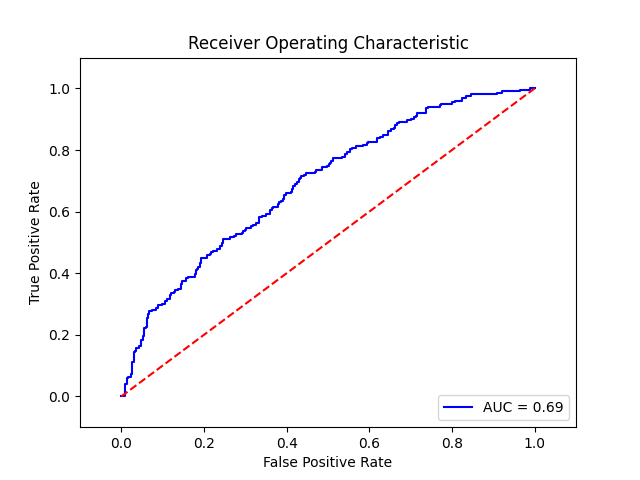 Receiver Operating Characteristic
True Positive Rate
1.0
0.8
0.6
0.4
0.2
0.0
AUC = 0.69
0.0 0.2 0.4 0.6 0.8 1.0
False Positive Rate